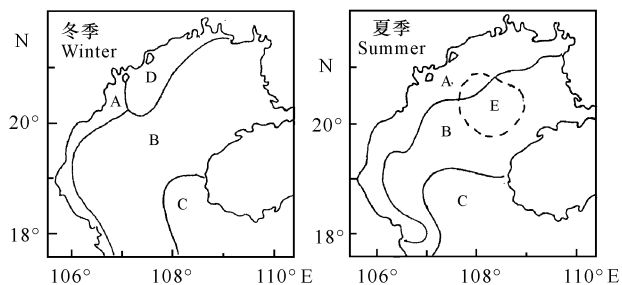 冬季
Winter
N
20°
18°
106°
108°
110° E
A
D
B
C
夏季
Summer
N
20°
18°
106°
108°
110° E
A
E
B
C